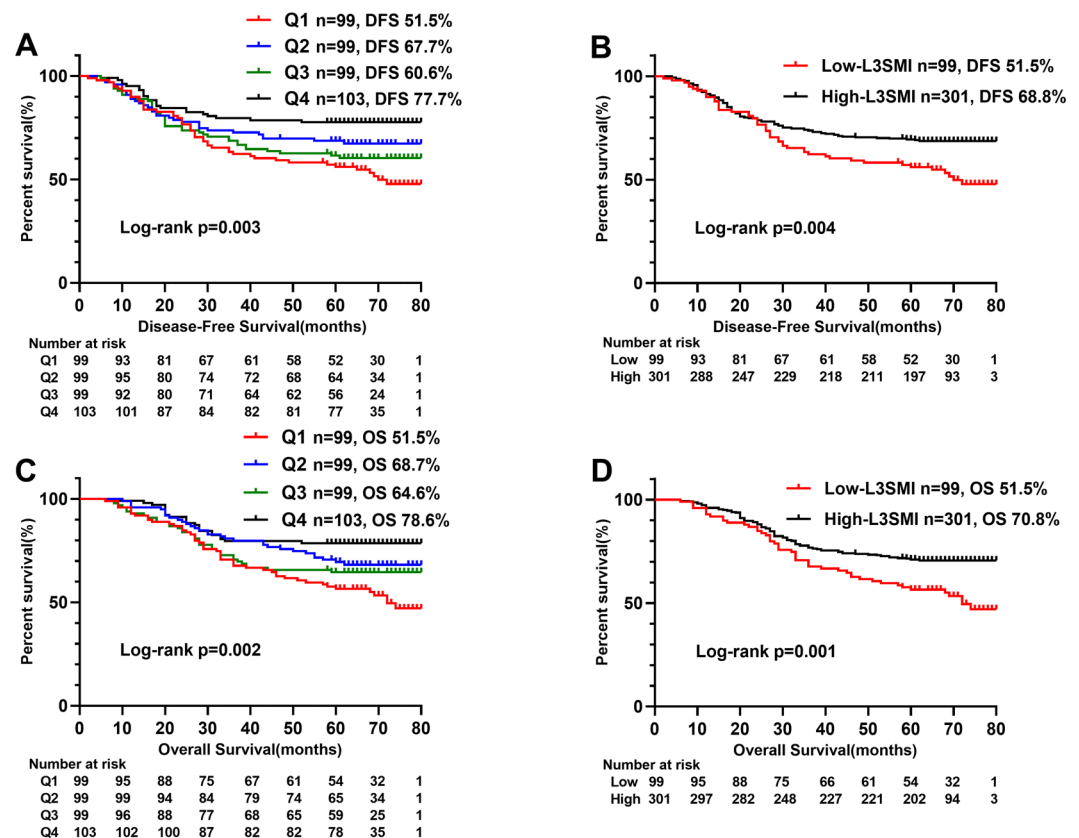 A
Q1 n=99, DFS 51.5%
Q2 n=99, DFS 67.7%
Q3 n=99, DFS 60.6%
Q4 n=103, DFS 77.7%
Percent survival(%)
100
50
0
Log-rank p=0.003
0 10 20 30 40 50 60 70 80
Disease-Free Survival(months)
Number at risk
Q1 99 93 81 67 61 58 52 30 1
Q2 99 95 80 74 72 68 64 34 1
Q3 99 92 80 71 64 62 56 24 1
Q4 103 101 87 84 82 81 77 35 1
B
Low-L3SMI n=99, DFS 51.5%
High-L3SMI n=301, DFS 68.8%
Percent survival(%)
100
50
0
Log-rank p=0.004
0 10 20 30 40 50 60 70 80
Disease-Free Survival(months)
Number at risk
Low 99 93 81 67 61 58 52 30 1
High 301 288 247 229 218 211 197 93 3
C
Q1 n=99, OS 51.5%
Q2 n=99, OS 68.7%
Q3 n=99, OS 64.6%
Q4 n=103, OS 78.6%
Percent survival(%)
100
50
0
Log-rank p=0.002
0 10 20 30 40 50 60 70 80
Overall Survival(months)
Number at risk
Q1 99 95 88 75 67 61 54 32 1
Q2 99 99 94 84 79 74 65 34 1
Q3 99 96 88 77 68 65 59 25 1
Q4 103 102 100 87 82 82 78 35 1
D
Low-L3SMI n=99, OS 51.5%
High-L3SMI n=301, OS 70.8%
Percent survival(%)
100
50
0
Log-rank p=0.001
0 10 20 30 40 50 60 70 80
Overall Survival(months)
Number at risk
Low 99 95 88 75 66 61 54 32 1
High 301 297 282 248 227 221 202 94 3